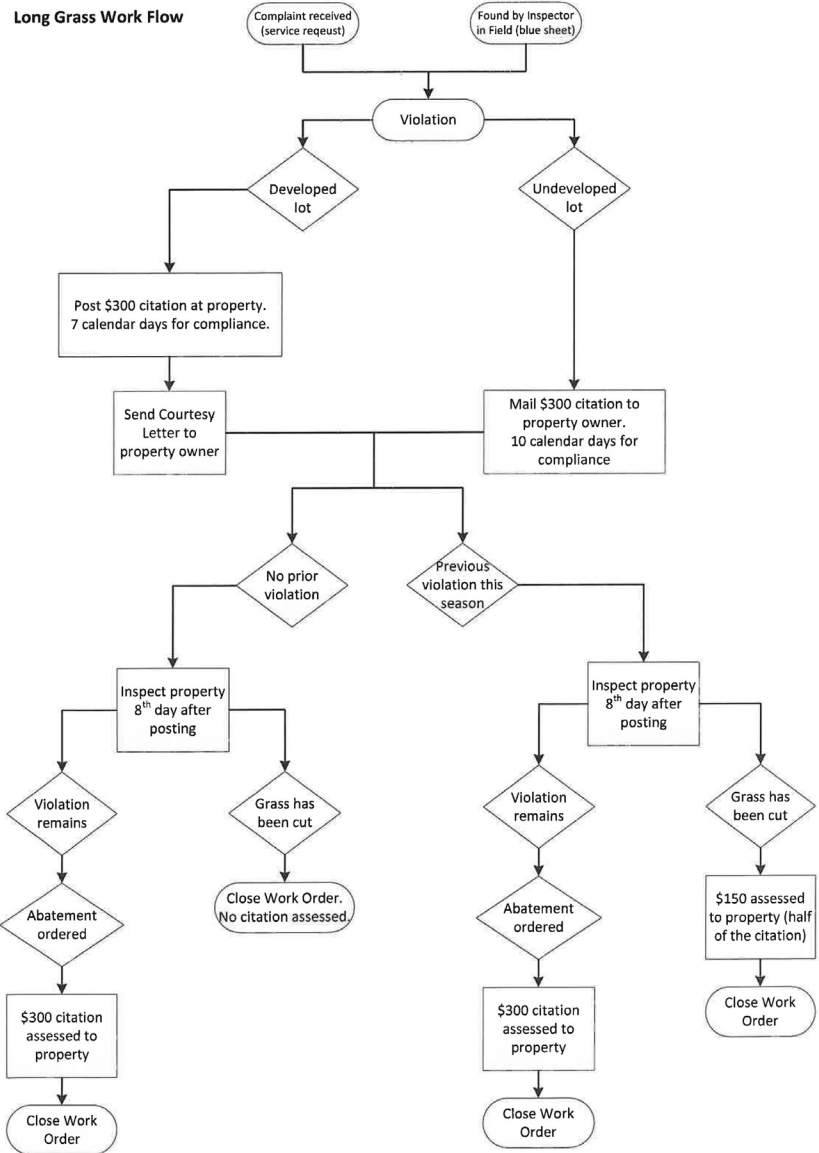 Long Grass Work Flow
Complaint received
(service reqeust)
Found by Inspector
in Field (blue sheet)
Violation
Developed
lot
Undeveloped
lot
Post $300 citation at property.
7 calendar days for compliance.
Send Courtesy
Letter to
property owner
Mail $300 citation to
property owner.
10 calendar days for
compliance
No prior
violation
Previous
violation this
season
Inspect property
8th day after
posting
Inspect property
8th day after
posting
Violation
remains
Grass has
been cut
Violation
remains
Grass has
been cut
Abatement
ordered
Close Work Order.
No citation assessed.
Abatement
ordered
$150 assessed
to property (half
of the citation)
$300 citation
assessed to
property
$300 citation
assessed to
property
Close Work
Order
Close Work
Order
Close Work
Order